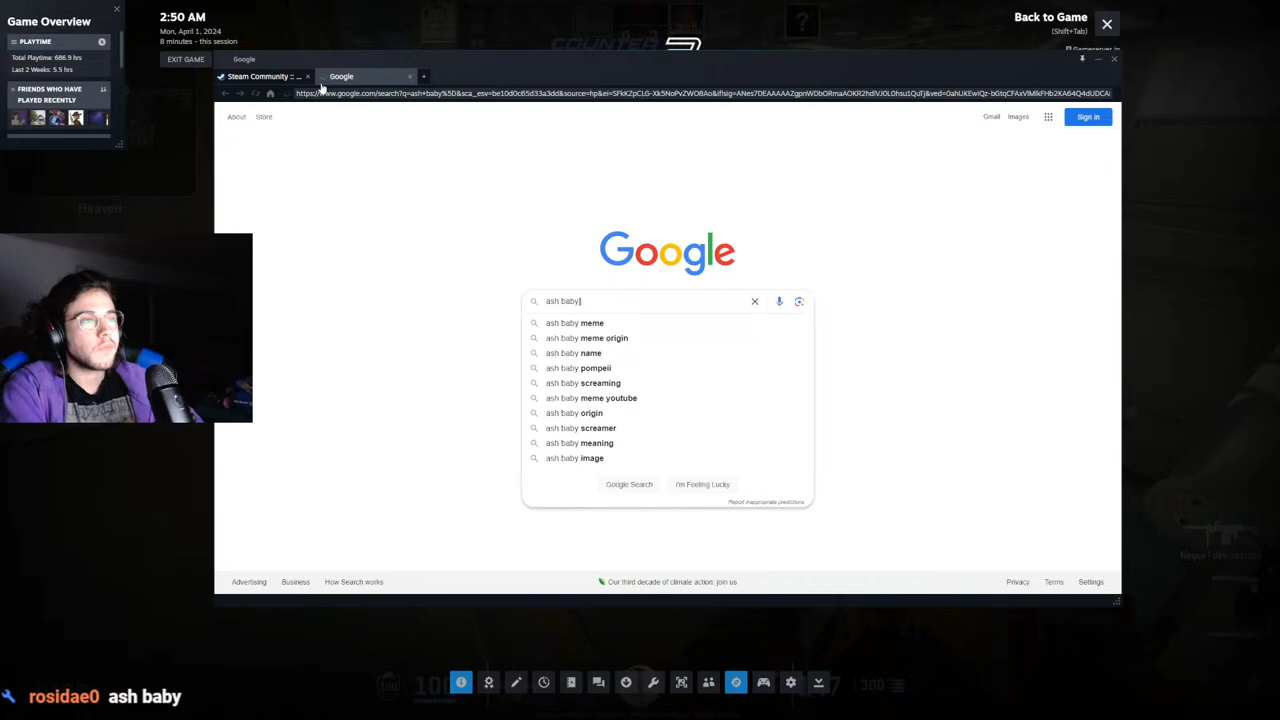 Game Overview
PLAYTIME
Total Playtime: 686.9 hrs
Last 2 Weeks: 5.5 hrs
FRIENDS WHO HAVE
PLAYED RECENTLY
2:50 AM
Mon, April 1, 2024
8 minutes - this session
EXIT GAME
Back to Game
(Shift+Tab)
COUNTER
Google
Steam Community :: ...
Google
About
Store
Gmail
Images
Sign in
Google
ash baby
ash baby meme
ash baby meme origin
ash baby name
ash baby pompeii
ash baby screaming
ash baby meme youtube
ash baby origin
ash baby screamer
ash baby meaning
ash baby image
Google Search
I'm Feeling Lucky
Report inappropriate predictions
Advertising
Business
How Search works
Our third decade of climate action: join us
Privacy
Terms
Settings
Heaven
300
rosidae0 ash baby